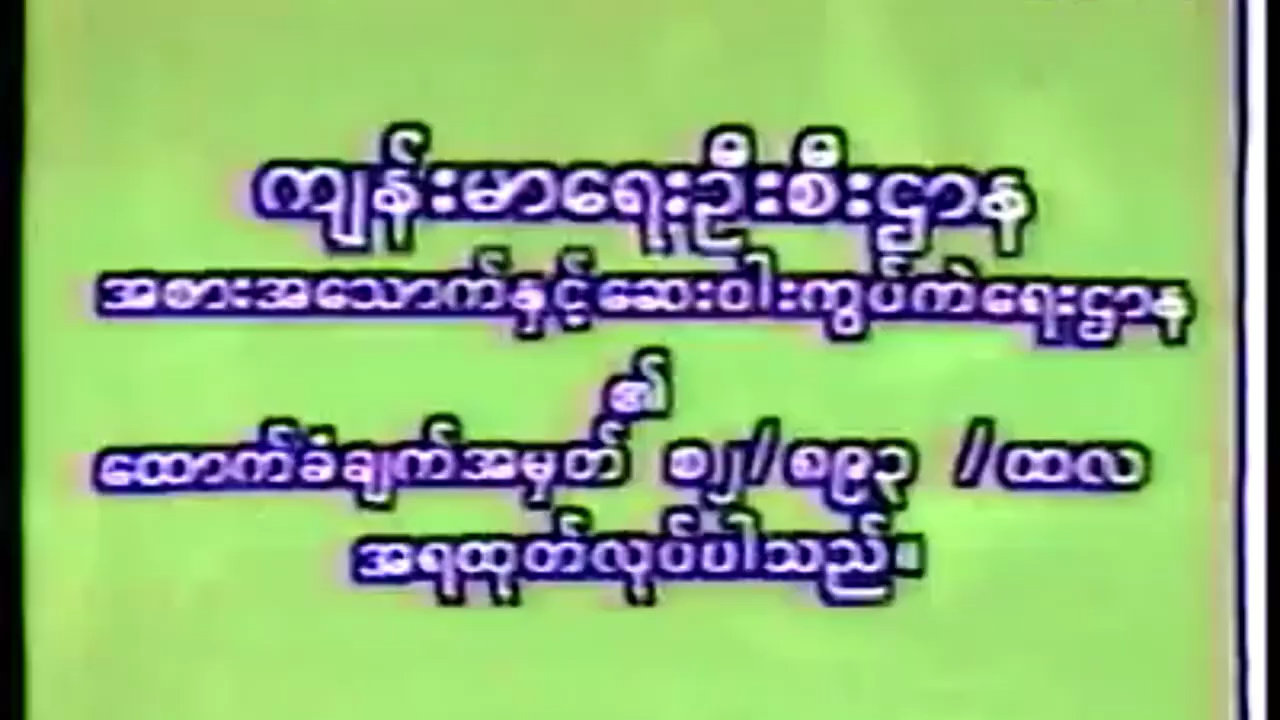 ကျန်းမာရေးဦးစီးဌာန
အစားအသောက်နှင့်ဆေးဝါးကွပ်ကဲရေးဌာန
၏
ထောက်ခံချက်အမှတ် စ၂/၈၉၃ /ထလ
အရထုတ်လုပ်ပါသည်။